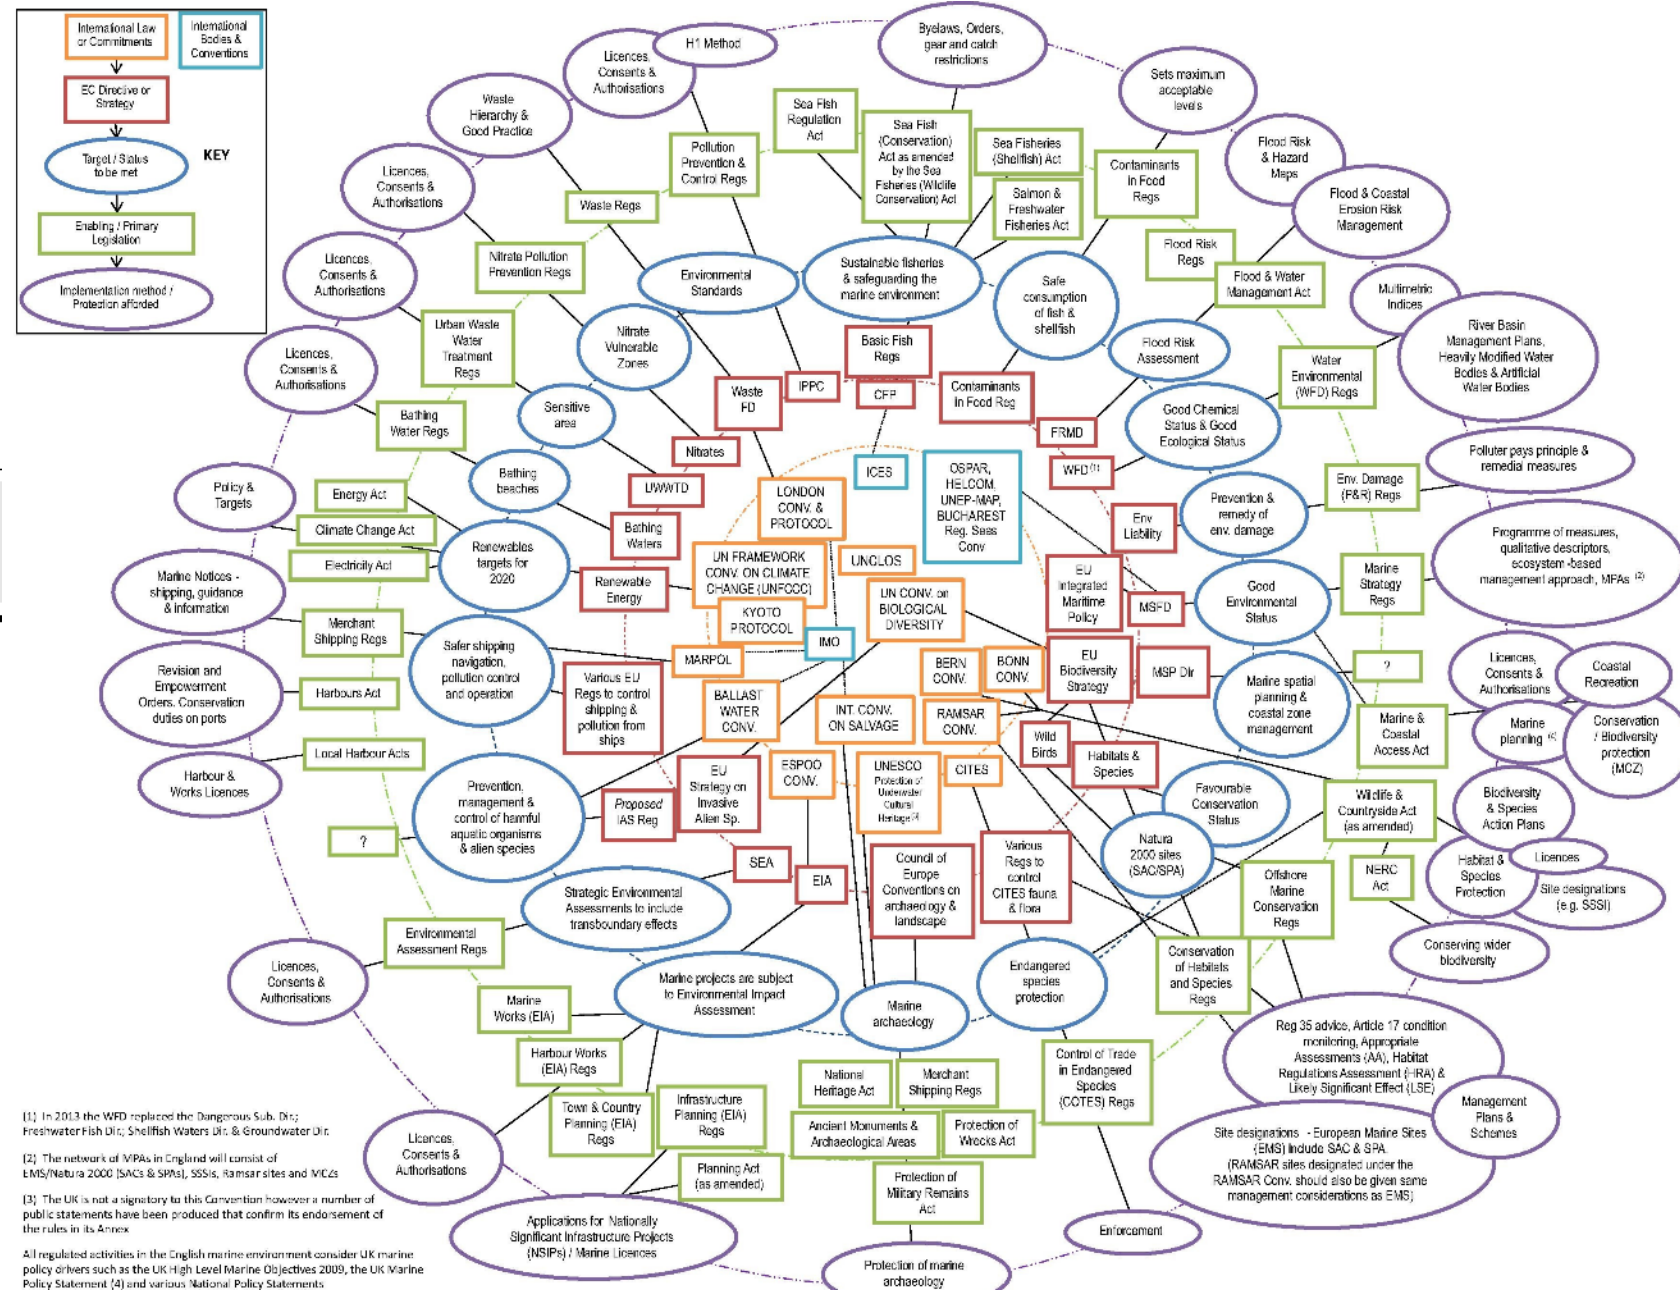 International Law
or Commitments
International
Bodies &
Conventions
EC Directive or
Strategy
Target / Status
to be met
KEY
Enabling / Primary
Legislation
Implementation method /
Protection afforded
Licences,
Consents &
Authorisations
H1 Method
Byelaws, Orders,
gear and catch
restrictions
Sets maximum
acceptable
levels
Waste
Hierarchy &
Good Practice
Flood Risk
& Hazard
Maps
Licences,
Consents &
Authorisations
Flood & Coastal
Erosion Risk
Management
Licences,
Consents &
Authorisations
Multimetric
Indices
River Basin
Management Plans,
Heavily Modified Water
Bodies & Artificial
Water Bodies
Licences,
Consents &
Authorisations
Polluter pays principle &
remedial measures
Policy &
Targets
Programme of measures,
qualitative descriptors,
ecosystem -based
management approach, MPAs (2)
Marine Notices -
shipping, guidance
& information
Revision and
Empowerment
Orders. Conservation
duties on ports
Harbour &
Works Licences
Licences,
Consents &
Authorisations
Coastal
Recreation
Marine
planning (4)
Conservation
/ Biodiversity
protection
(MCZ)
Biodiversity
& Species
Action Plans
Habitat &
Species
Protection
Licences
Site designations
(e.g. SSSI)
Conserving wider
biodiversity
Licences,
Consents &
Authorisations
Reg 35 advice, Article 17 condition
monitoring, Appropriate
Assessments (AA), Habitat
Regulations Assessment (HRA) &
Likely Significant Effect (LSE)
Management
Plans &
Schemes
Site designations - European Marine Sites
(EMS) include SAC & SPA.
(RAMSAR sites designated under the
RAMSAR Conv. should also be given same
management considerations as EMS)
Licences,
Consents &
Authorisations
Applications for Nationally
Significant Infrastructure Projects
(NSIPs) / Marine Licences
Enforcement
Protection of marine
archaeology
Sea Fish
Regulation
Act
Sea Fish
(Conservation)
Act as amended
by the Sea
Fisheries (Wildlife
Conservation) Act
Sea Fisheries
(Shellfish) Act
Salmon &
Freshwater
Fisheries Act
Contaminants
in Food
Regs
Pollution
Prevention &
Control Regs
Waste Regs
Nitrate Pollution
Prevention Regs
Flood Risk
Regs
Flood & Water
Management Act
Urban Waste
Water
Treatment
Regs
Water
Environmental
(WFD) Regs
Bathing
Water Regs
Env. Damage
(P&R) Regs
Energy Act
Climate Change Act
Electricity Act
Marine
Strategy
Regs
Merchant
Shipping Regs
?
Harbours Act
Marine &
Coastal
Access Act
Local Harbour Acts
Wildlife &
Countryside Act
(as amended)
?
NERC
Act
Offshore
Marine
Conservation
Regs
Environmental
Assessment Regs
Conservation
of Habitats
and Species
Regs
Marine
Works (EIA)
Harbour Works
(EIA) Regs
Town & Country
Planning (EIA)
Regs
Infrastructure
Planning (EIA)
Regs
Planning Act
(as amended)
National
Heritage Act
Merchant
Shipping Regs
Ancient Monuments &
Archaeological Areas
Protection of
Wrecks Act
Protection of
Military Remains
Act
Control of Trade
in Endangered
Species
(COTES) Regs
Environmental
Standards
Sustainable fisheries
& safeguarding the
marine environment
Safe
consumption
of fish &
shellfish
Nitrate
Vulnerable
Zones
Flood Risk
Assessment
Sensitive
area
Good Chemical
Status & Good
Ecological Status
Bathing
beaches
Prevention &
remedy of
env. damage
Renewables
targets for
2020
Good
Environmental
Status
Safer shipping
navigation,
pollution control
and operation
Marine spatial
planning &
coastal zone
management
Prevention,
management &
control of harmful
aquatic organisms
& alien species
Favourable
Conservation
Status
Natura
2000 sites
(SAC/SPA)
Strategic Environmental
Assessments to include
transboundary effects
Marine projects are subject
to Environmental Impact
Assessment
Marine
archaeology
Endangered
species
protection
Basic Fish
Regs
CFP
Waste
FD
IPPC
Contaminants
in Food Reg
FRMD
Nitrates
WFD (1)
UWWTD
Bathing
Waters
Env
Liability
Renewable
Energy
EU
Integrated
Maritime
Policy
MSFD
EU
Biodiversity
Strategy
MSP Dir
Various EU
Regs to control
shipping &
pollution from
ships
Wild
Birds
Habitats &
Species
EU
Strategy on
Invasive
Alien Sp.
Proposed
IAS Reg
SEA
EIA
Council of
Europe
Conventions on
archaeology &
landscape
Various
Regs to
control
CITES fauna
& flora
ICES
OSPAR,
HELCOM,
UNEP-MAP,
BUCHAREST
Reg. Seas
Conv
LONDON
CONV. &
PROTOCOL
UN FRAMEWORK
CONV. ON CLIMATE
CHANGE (UNFCCC)
UNCLOS
KYOTO
PROTOCOL
UN CONV. on
BIOLOGICAL
DIVERSITY
IMO
MARPOL
BERN
CONV.
BONN
CONV.
BALLAST
WATER
CONV.
INT. CONV.
ON SALVAGE
RAMSAR
CONV.
ESPOO
CONV.
UNESCO
Protection of
Underwater
Cultural
Heritage (3)
CITES
(1) In 2013 the WFD replaced the Dangerous Sub. Dir.;
Freshwater Fish Dir.; Shellfish Waters Dir. & Groundwater Dir.
(2) The network of MPAs in England will consist of
EMS/Natura 2000 (SACs & SPAs), SSSIs, Ramsar sites and MCZs
(3) The UK is not a signatory to this Convention however a number of
public statements have been produced that confirm its endorsement of
the rules in its Annex
All regulated activities in the English marine environment consider UK marine
policy drivers such as the UK High Level Marine Objectives 2009, the UK Marine
Policy Statement (4) and various National Policy Statements